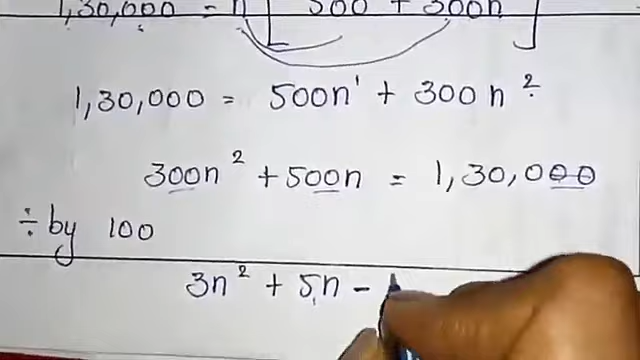 1,30,000 = n[500 + 300n]
1,30,000 = 500n¹ + 300n²
300n² + 500n = 1,30,000
÷ by 100
3n² + 5n -